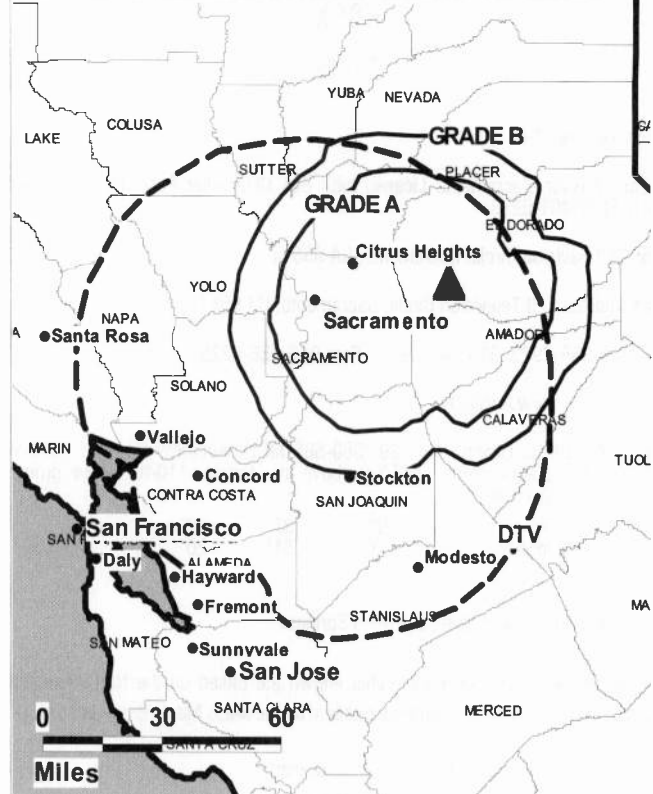 YUBA
NEVADA
COLUSA
LAKE
GRADE B
SUTTER
PLACER
GRADE A
EL DORADO
Citrus Heights
YOLO
NAPA
Sacramento
Santa Rosa
AMADOR
SACRAMENTO
SOLANO
CALAVERAS
MARIN
Vallejo
TUOL
Concord
Stockton
CONTRA COSTA
SAN JOAQUIN
San Francisco
DTV
Daly
ALAMEDA
Modesto
Hayward
MA
Fremont
STANISLAUS
SAN MATEO
Sunnyvale
San Jose
0 30 60
SANTA CLARA
MERCED
SANTA CRUZ
Miles